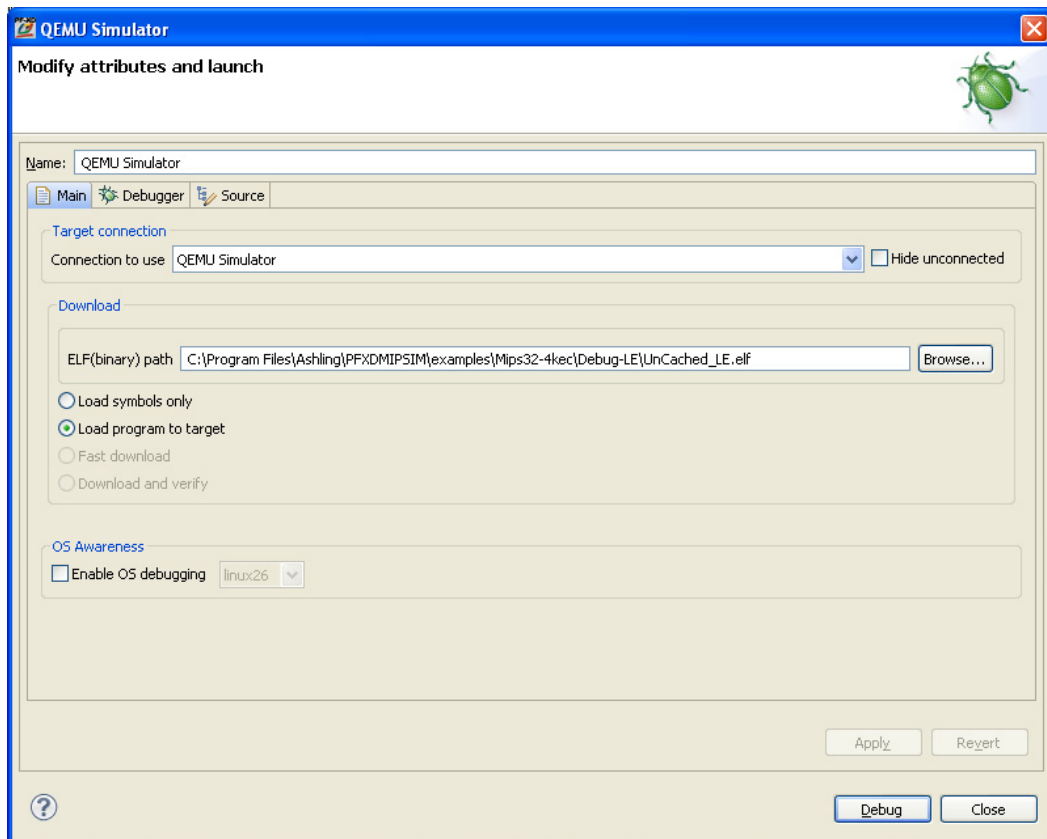 QEMU Simulator
Modify attributes and launch
Name: QEMU Simulator
Main Debugger Source
Target connection
Connection to use QEMU Simulator Hide unconnected
Download
ELF(binary) path C:\Program Files\Ashling\PFXDMIPSIM\examples\Mips32-4kec\Debug-LE\UnCached_LE.elf Browse...
Load symbols only
Load program to target
Fast download
Download and verify
OS Awareness
Enable OS debugging linux26
Apply Revert
? Debug Close